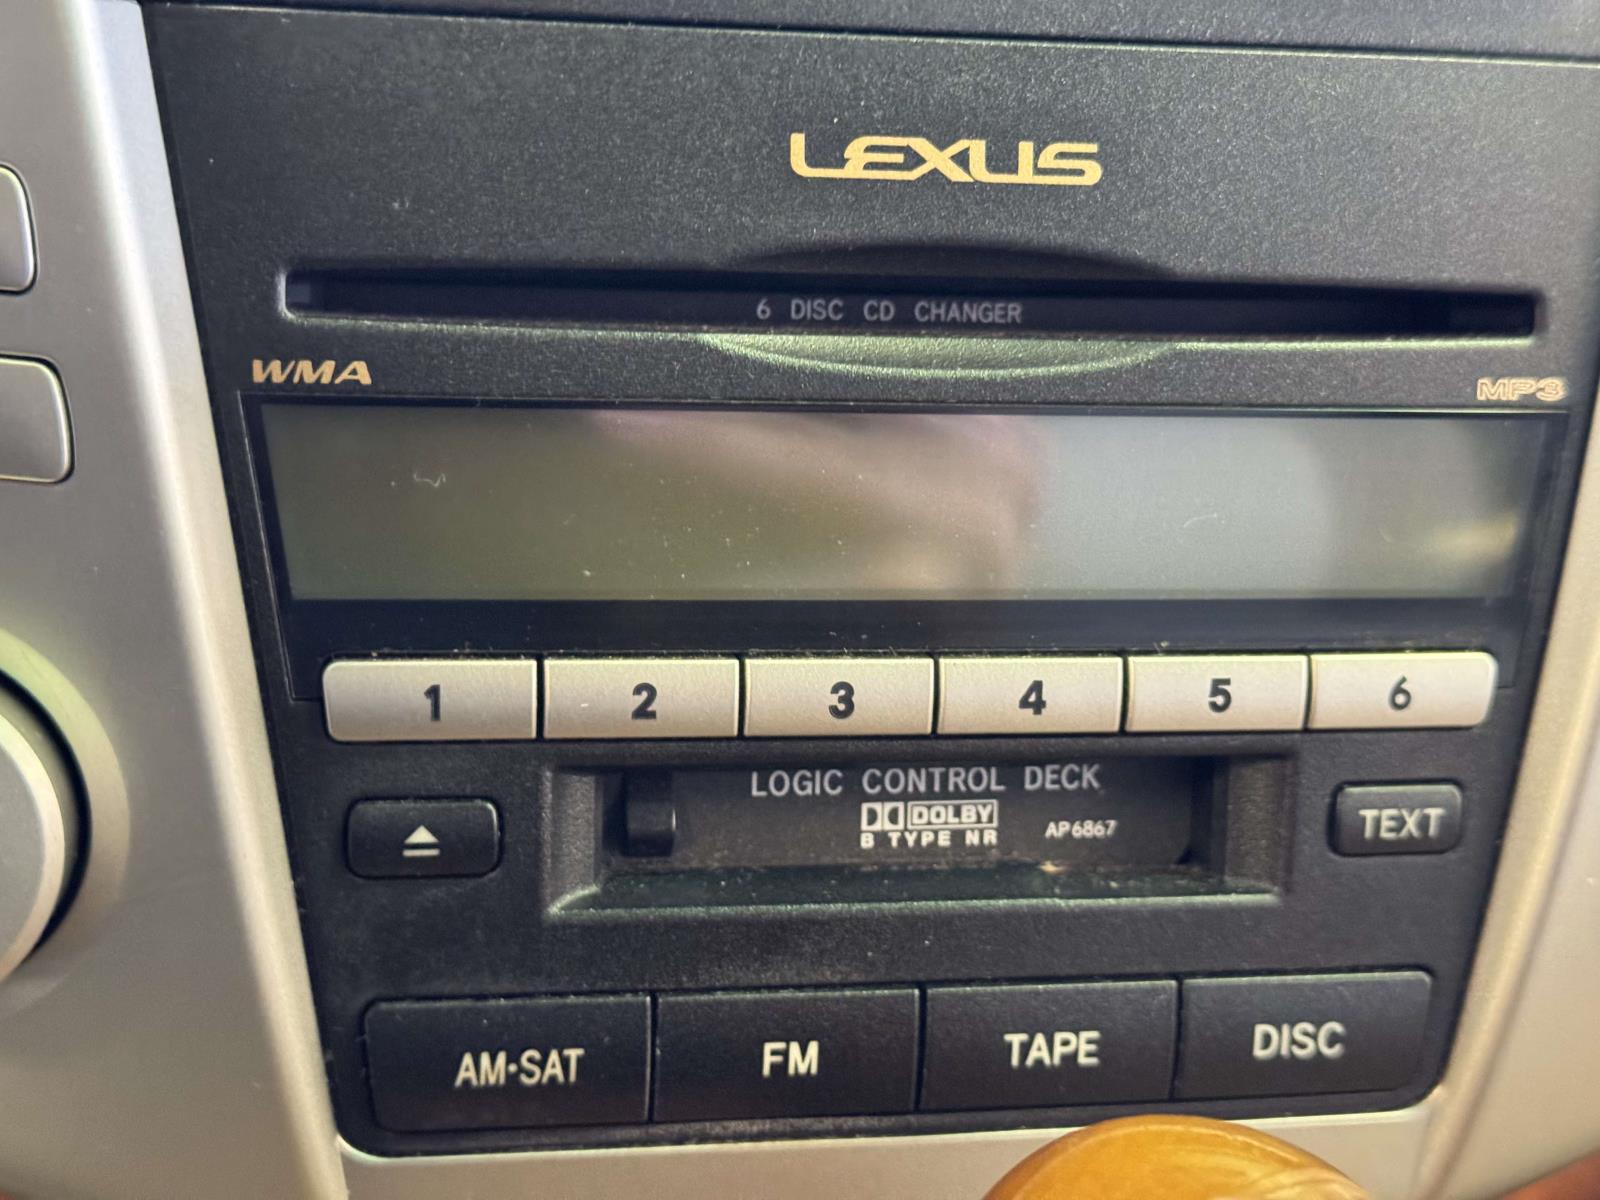 LEXUS
6 DISC CD CHANGER
WMA
MP3
1 2 3 4 5 6
LOGIC CONTROL DECK
DOLBY
B TYPE NR
AP6867
TEXT
AM•SAT FM TAPE DISC